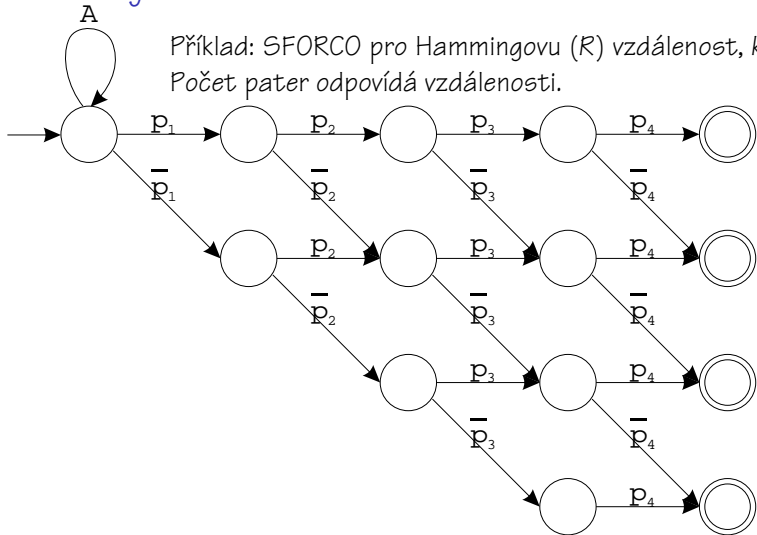 A
Příklad: SFORCO pro Hammingovu (R) vzdálenost, k
Počet pater odpovídá vzdálenosti.
p₁ p₂ p₃ p₄
p̅₁ p̅₂ p̅₃ p̅₄
p₂ p₃ p₄
p̅₂ p̅₃ p̅₄
p₃ p₄
p̅₃ p̅₄
p₄